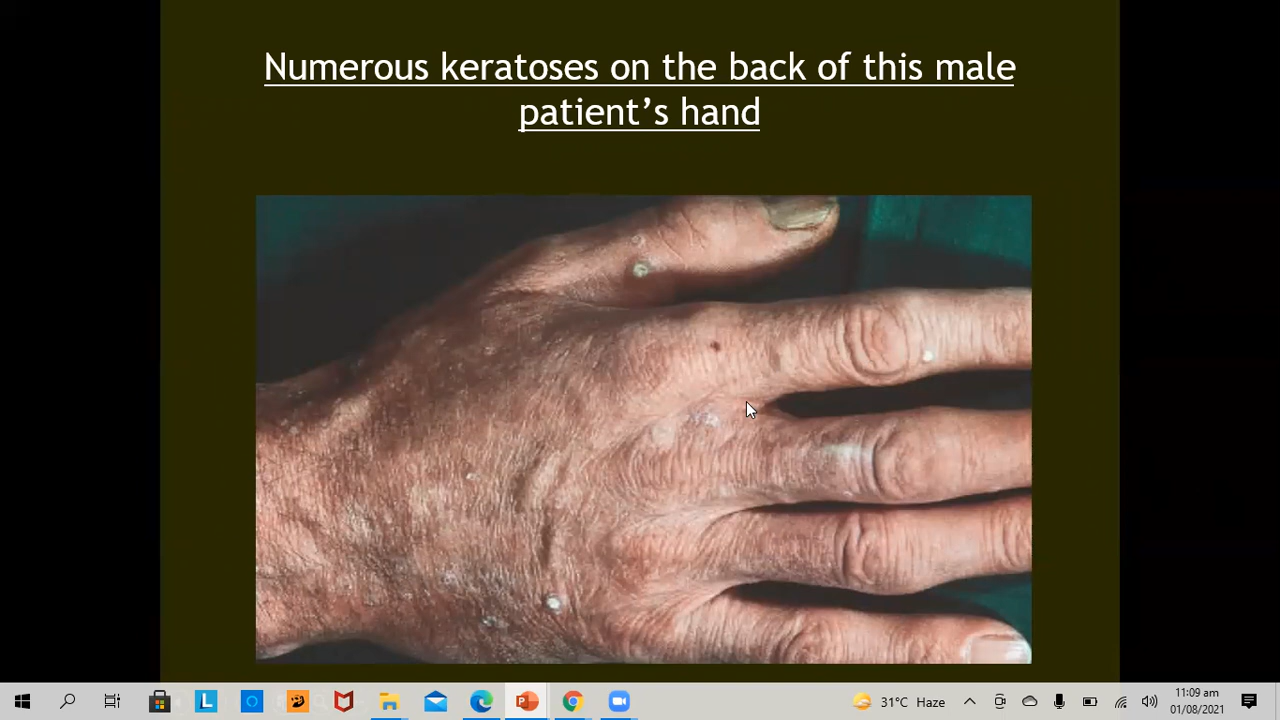 Numerous keratoses on the back of this male
patient’s hand
L
31°C Haze
11:09 am
01/08/2021